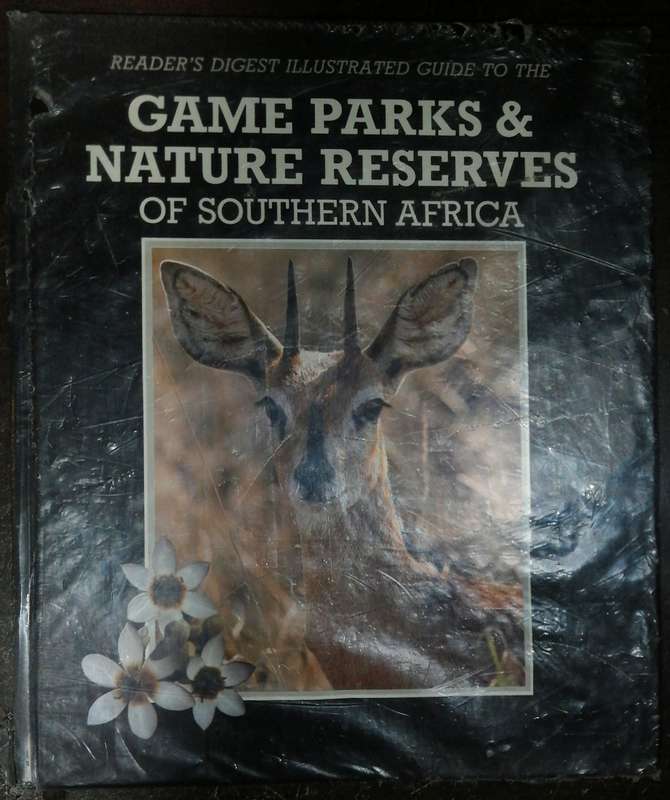 READER'S DIGEST ILLUSTRATED GUIDE TO THE
GAME PARKS &
NATURE RESERVES
OF SOUTHERN AFRICA